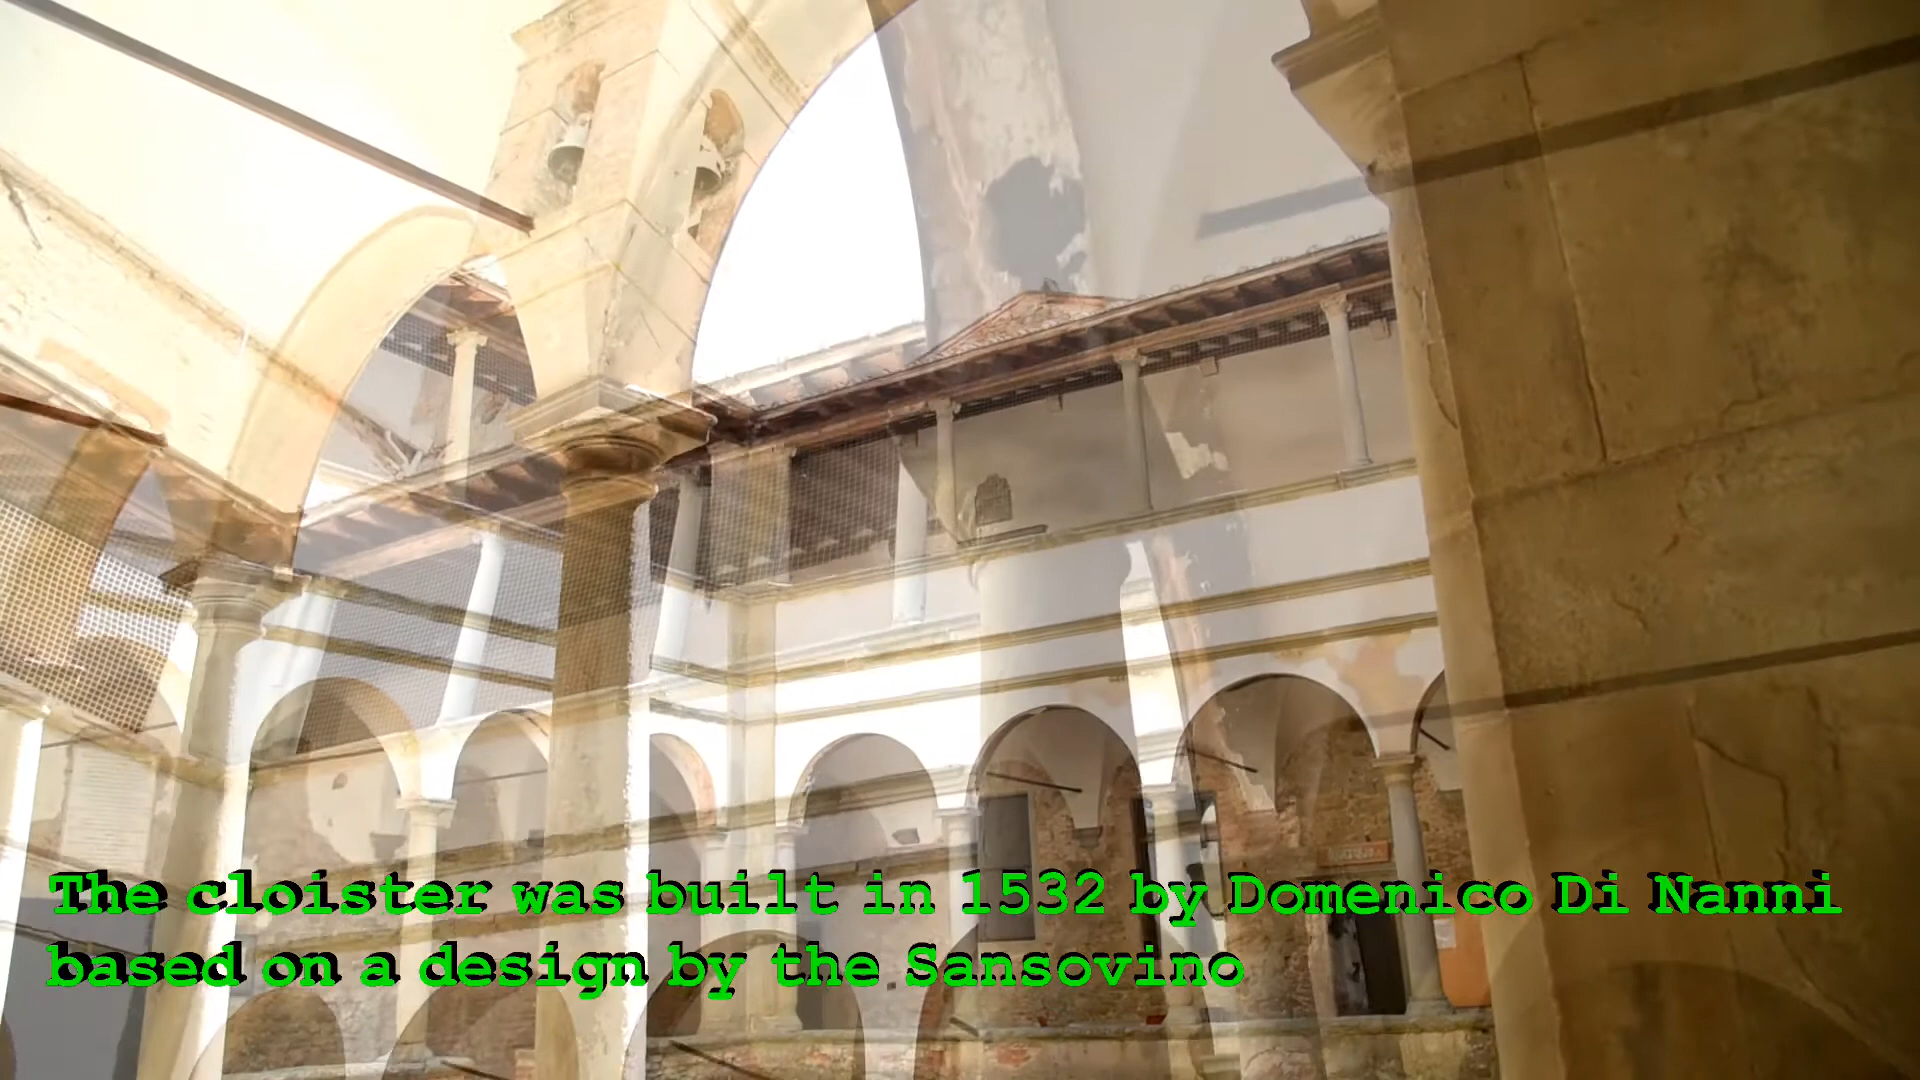 The cloister was built in 1532 by Domenico Di Nanni
based on a design by the Sansovino